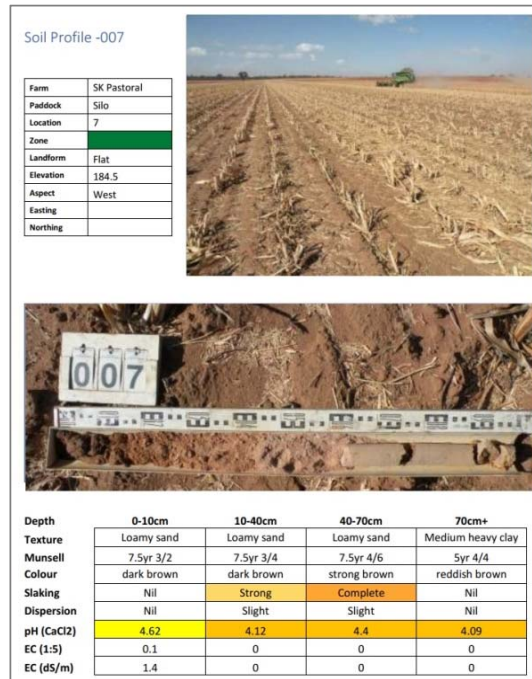 Soil Profile -007
Farm SK Pastoral
Paddock Silo
Location 7
Zone
Landform Flat
Elevation 184.5
Aspect West
Easting
Northing
007
Depth 0-10cm 10-40cm 40-70cm 70cm+
Texture Loamy sand Loamy sand Loamy sand Medium heavy clay
Munsell 7.5yr 3/2 7.5yr 3/4 7.5yr 4/6 5yr 4/4
Colour dark brown dark brown strong brown reddish brown
Slaking Nil Strong Complete Nil
Dispersion Nil Slight Slight Nil
pH (CaCl2) 4.62 4.12 4.4 4.09
EC (1:5) 0.1 0 0 0
EC (dS/m) 1.4 0 0 0